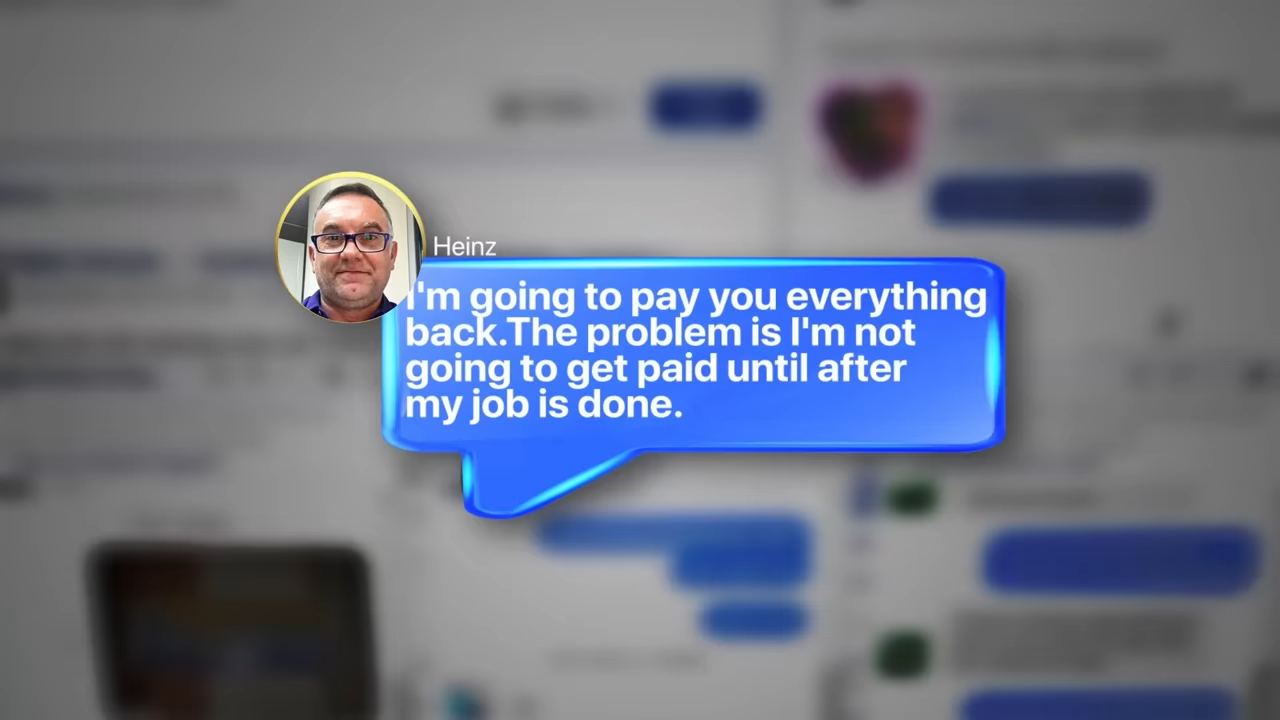 Heinz
I'm going to pay you everything
back.The problem is I'm not
going to get paid until after
my job is done.